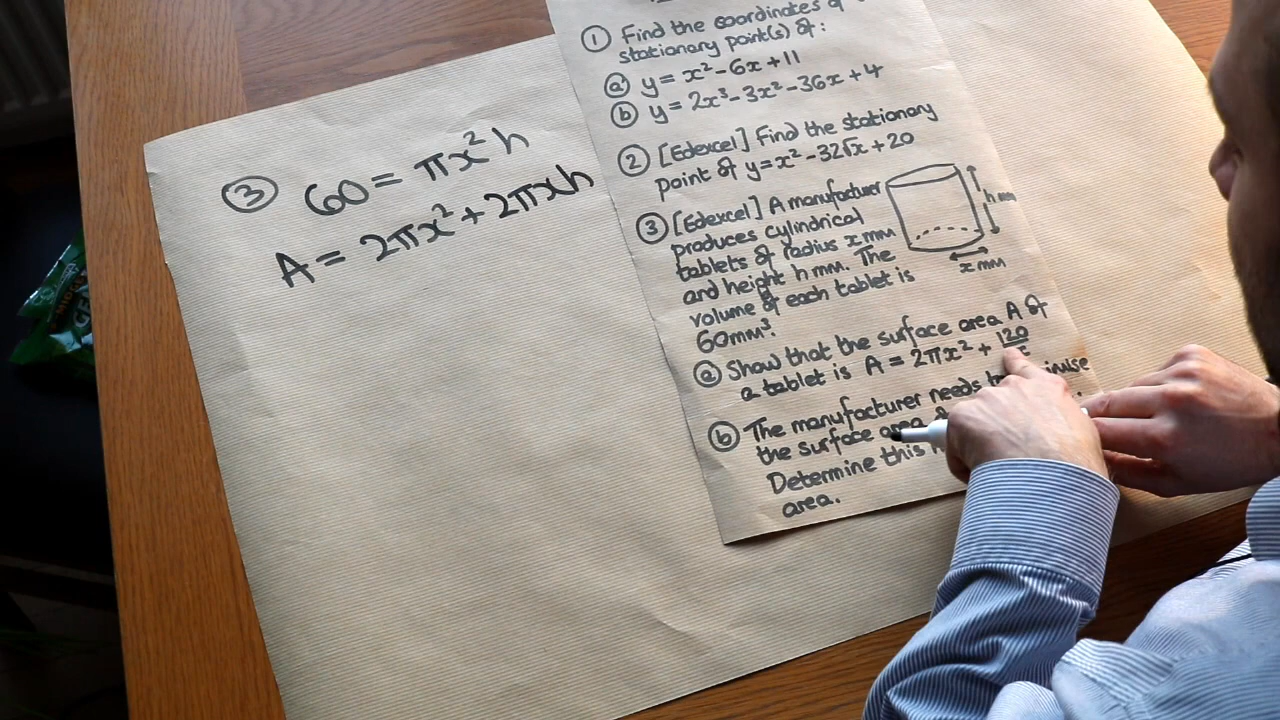 ③ 60 = πx²h
A = 2πx² + 2πxh
① Find the coordinates of
stationary point(s) of:
ⓐ y = x² - 6x + 11
ⓑ y = 2x³ - 3x² - 36x + 4
② [Edexcel] Find the stationary
point of y = x² - 32√x + 20
③ [Edexcel] A manufacturer
produces cylindrical
tablets of radius x mm
and height h mm. The
volume of each tablet is
60mm³.
h mm
x mm
ⓐ Show that the surface area A of
a tablet is A = 2πx² + 120/x
ⓑ The manufacturer needs to
the surface area
Determine this
area.